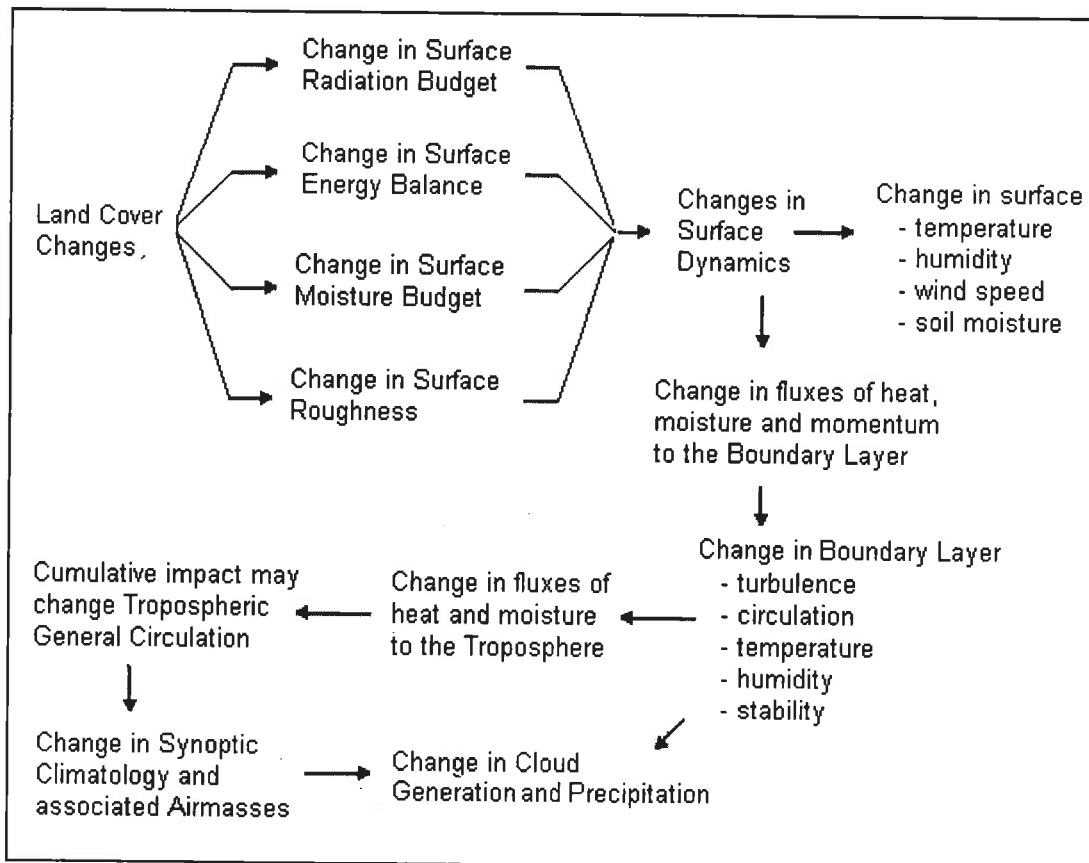 Change in Surface
Radiation Budget
Change in Surface
Energy Balance
Land Cover
Changes,
Change in Surface
Moisture Budget
Change in Surface
Roughness
Changes in
Surface
Dynamics
Change in surface
- temperature
- humidity
- wind speed
- soil moisture
Change in fluxes of heat,
moisture and momentum
to the Boundary Layer
Change in Boundary Layer
- turbulence
- circulation
- temperature
- humidity
- stability
Change in fluxes of
heat and moisture
to the Troposphere
Cumulative impact may
change Tropospheric
General Circulation
Change in Synoptic
Climatology and
associated Airmasses
Change in Cloud
Generation and Precipitation